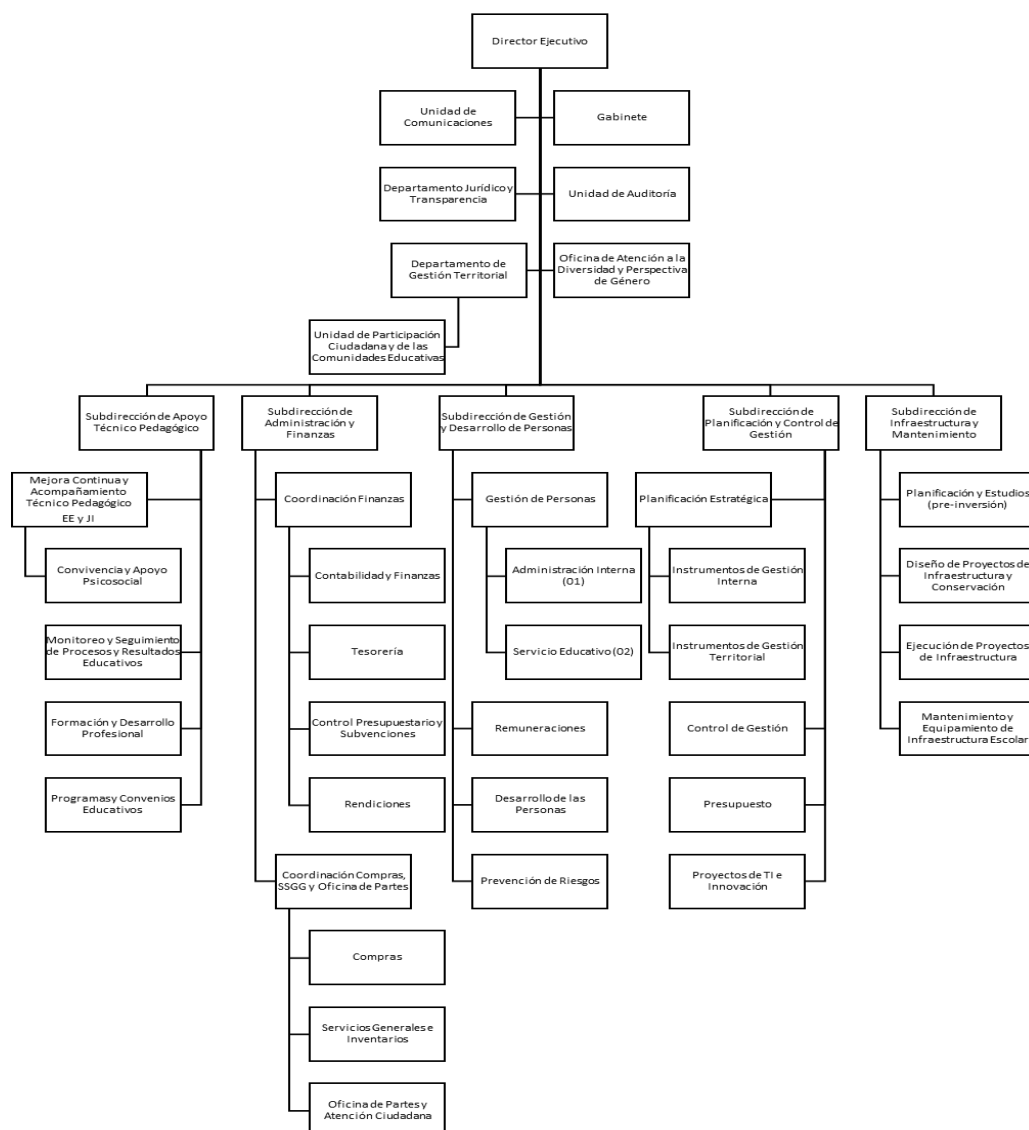 Director Ejecutivo
Unidad de
Comunicaciones
Gabinete
Departamento Jurídico y
Transparencia
Unidad de Auditoría
Departamento de
Gestión Territorial
Oficina de Atención a la
Diversidad y Perspectiva
de Género
Unidad de Participación
Ciudadana y de las
Comunidades Educativas
Subdirección de Apoyo
Técnico Pedagógico
Subdirección de
Administración y
Finanzas
Subdirección de Gestión
y Desarrollo de Personas
Subdirección de
Planificación y Control de
Gestión
Subdirección de
Infraestructura y
Mantenimiento
Mejora Continua y
Acompañamiento
Técnico Pedagógico
EE y JI
Convivencia y Apoyo
Psicosocial
Monitoreo y Seguimiento
de Procesos y Resultados
Educativos
Formación y Desarrollo
Profesional
Programas y Convenios
Educativos
Coordinación Finanzas
Contabilidad y Finanzas
Tesorería
Control Presupuestario y
Subvenciones
Rendiciones
Coordinación Compras,
SSGG y Oficina de Partes
Compras
Servicios Generales e
Inventarios
Oficina de Partes y
Atención Ciudadana
Gestión de Personas
Administración Interna
(01)
Servicio Educativo (02)
Remuneraciones
Desarrollo de las
Personas
Prevención de Riesgos
Planificación Estratégica
Instrumentos de Gestión
Interna
Instrumentos de Gestión
Territorial
Control de Gestión
Presupuesto
Proyectos de TI e
Innovación
Planificación y Estudios
(pre-inversión)
Diseño de Proyectos de
Infraestructura y
Conservación
Ejecución de Proyectos
de Infraestructura
Mantenimiento y
Equipamiento de
Infraestructura Escolar